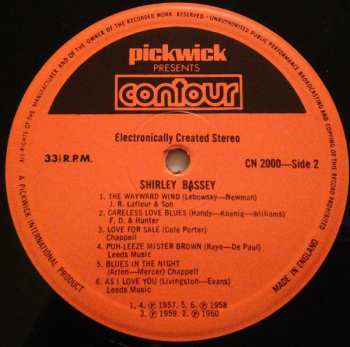 ALL RIGHTS OF THE MANUFACTURER AND OF THE OWNER OF THE RECORDED WORK RESERVED · UNAUTHORISED PUBLIC PERFORMANCE BROADCASTING AND COPYING OF THIS RECORD PROHIBITED
pickwick
PRESENTS
contour
Electronically Created Stereo
33⅓ R.P.M.
CN 2000—Side 2
SHIRLEY BASSEY
1. THE WAYWARD WIND (Lebowsky—Newman)
J. R. Lafleur & Son
2. CARELESS LOVE BLUES (Handy—Koenig—Williams)
F. D. & Hunter
3. LOVE FOR SALE (Cole Porter)
Chappell
4. PUH-LEEZE MISTER BROWN (Raye—De Paul)
Leeds Music
5. BLUES IN THE NIGHT
(Arlen—Mercer) Chappell
6. AS I LOVE YOU (Livingston—Evans)
Leeds Music
1, 4, ℗ 1957. 5, 6, ℗ 1958
3, ℗ 1959. 2, ℗ 1960
A PICKWICK INTERNATIONAL PRODUCT
MADE IN ENGLAND